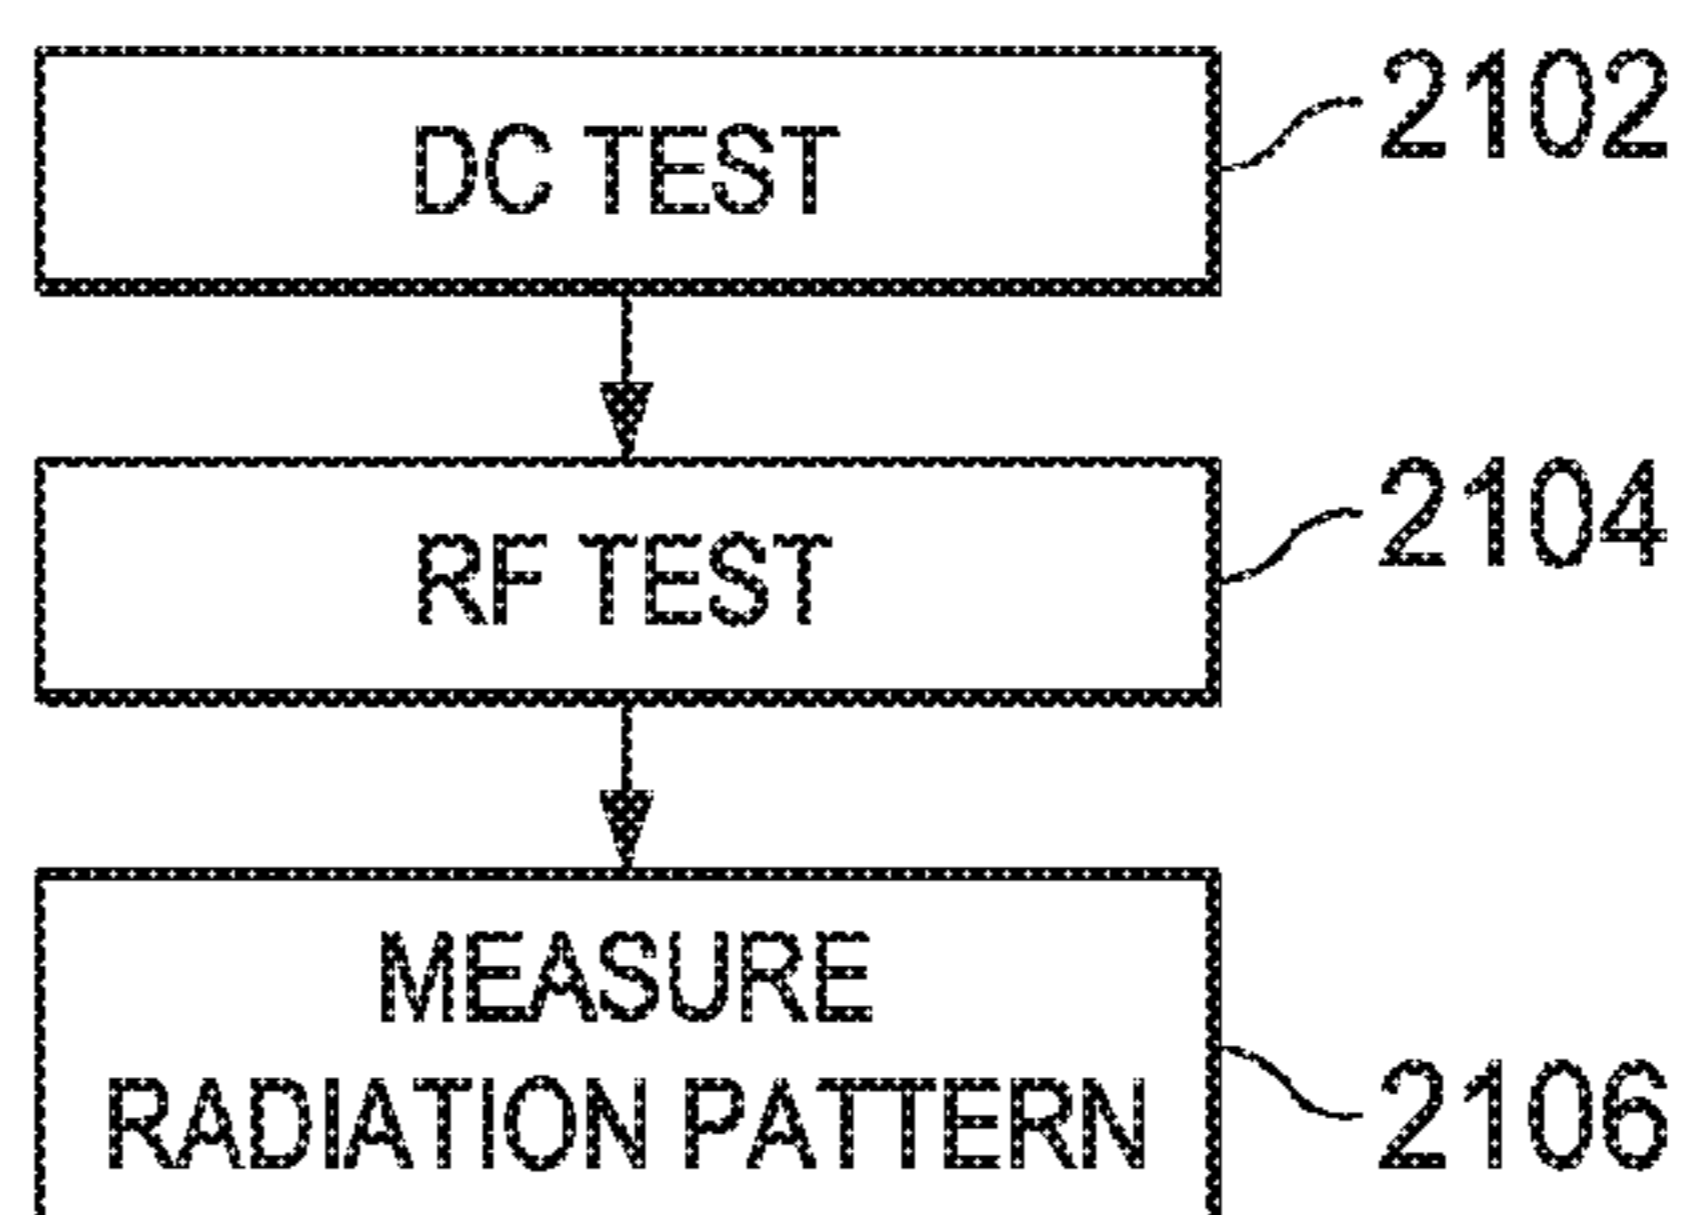 DC TEST
2102
RF TEST
2104
MEASURE
RADIATION PATTERN
2106